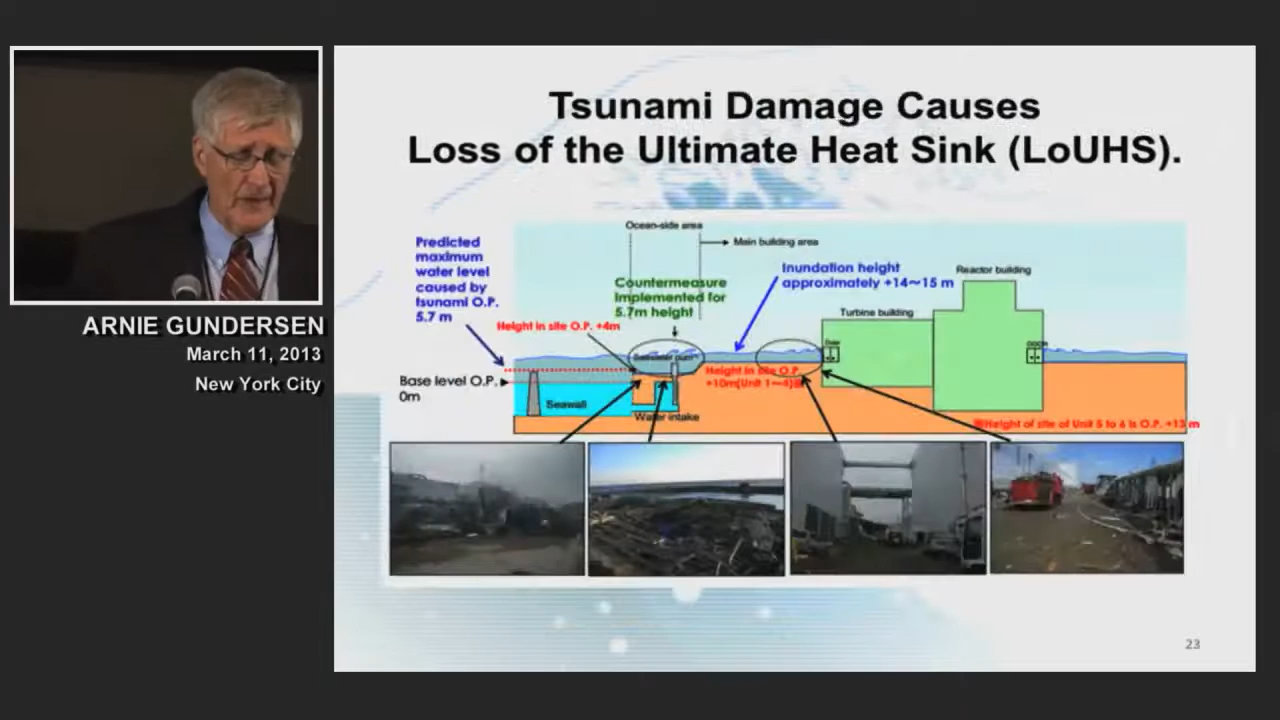 ARNIE GUNDERSEN
March 11, 2013
New York City
Tsunami Damage Causes
Loss of the Ultimate Heat Sink (LoUHS).
Ocean-side area
Main building area
Predicted
maximum
water level
caused by
tsunami O.P.
5.7 m
Countermeasure
Implemented for
5.7m height
Inundation height
approximately +14~15 m
Reactor building
Turbine building
Height in site O.P. +4m
Height in site O.P.
+10m(Unit 1~4)
Base level O.P.
0m
Seawall
Water intake
Height of site of Unit 5 to 6 is O.P. +13 m
23